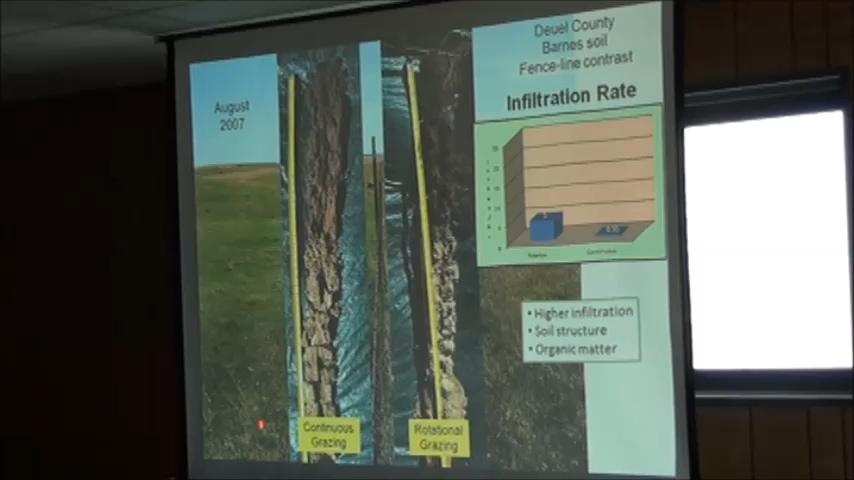 August
2007
Deuel County
Barnes soil
Fence-line contrast
Infiltration Rate
• Higher infiltration
• Soil structure
• Organic matter
Continuous
Grazing
Rotational
Grazing